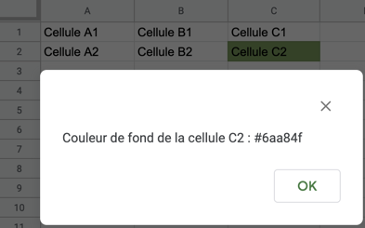 A B C
1 Cellule A1 Cellule B1 Cellule C1
2 Cellule A2 Cellule B2 Cellule C2
3
4
5
6
Couleur de fond de la cellule C2 : #6aa84f
7
8
9
OK
10
11